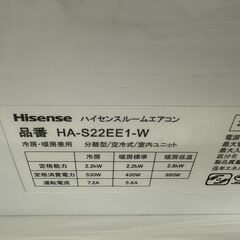 Hisense ハイセンスルームエアコン
品番 HA-S22EE1-W
冷房・暖房兼用 分離型/空冷式/室内ユニット
冷房 暖房標準 暖房低温
定格能力 2.2kW 2.2kW 2.8kW
定格消費電力 530W 430W 990W
運転電流 7.2A 5.6A
電源